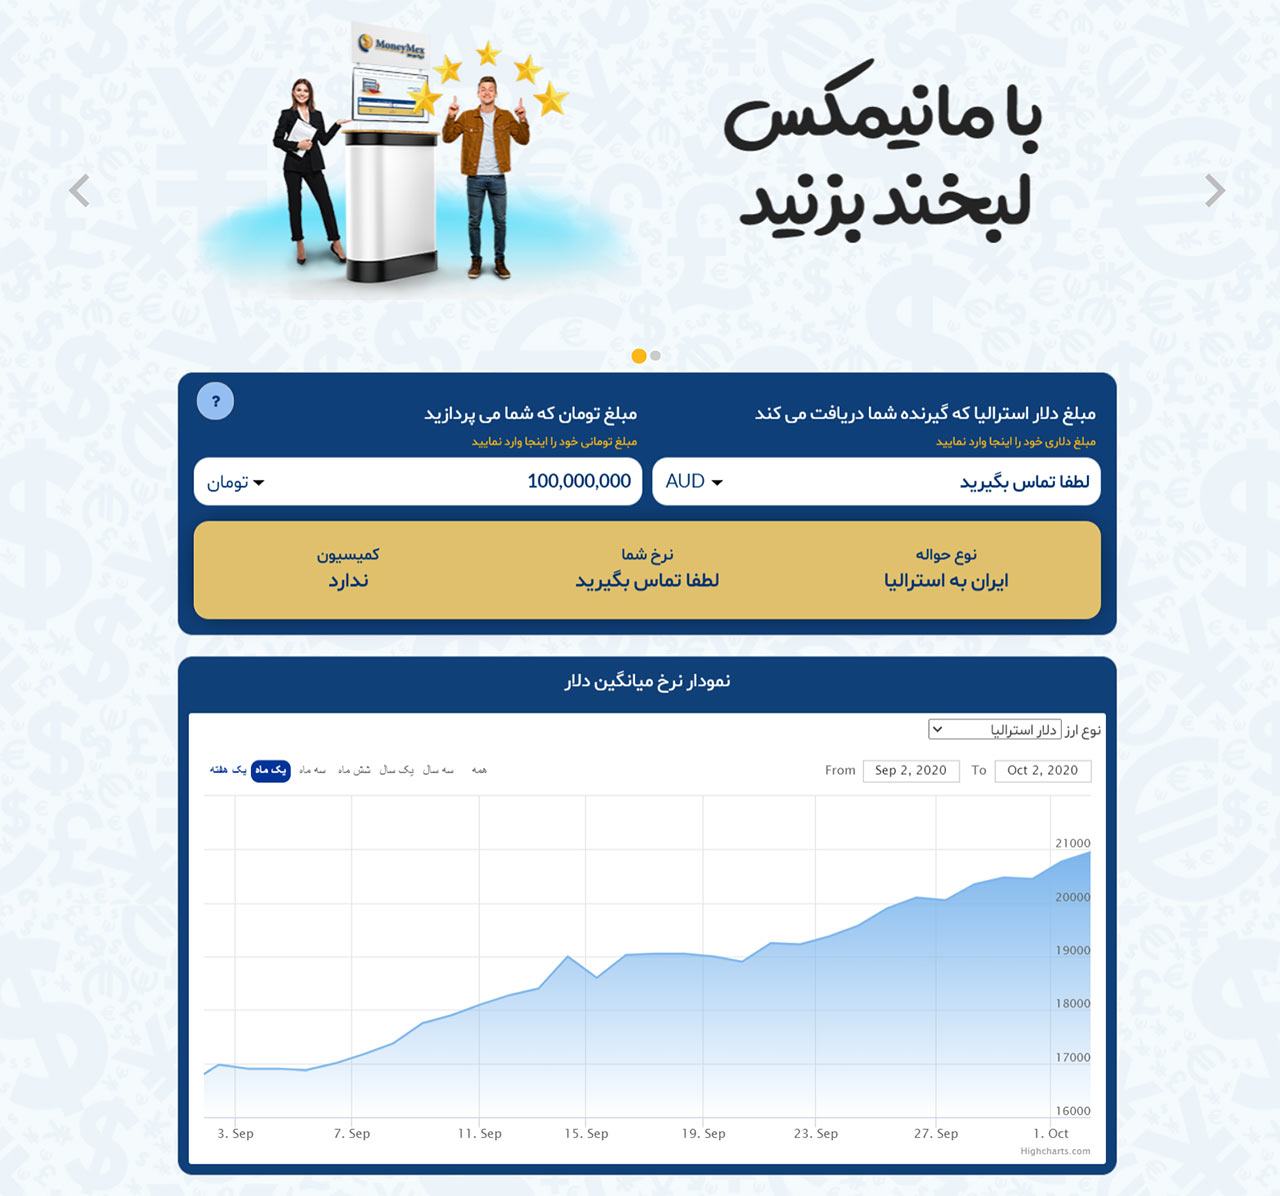 MoneyMex
با مانیمکس
لبخند بزنید
?
مبلغ دلار استرالیا که گیرنده شما دریافت می کند
مبلغ دلاری خود را اینجا وارد نمایید
لطفا تماس بگیرید
AUD
مبلغ تومان که شما می پردازید
مبلغ تومانی خود را اینجا وارد نمایید
100,000,000
تومان
نوع حواله
ایران به استرالیا
نرخ شما
لطفا تماس بگیرید
کمیسیون
ندارد
نمودار نرخ میانگین دلار
نوع ارز دلار استرالیا
From Sep 2, 2020 To Oct 2, 2020
همه سه سال یک سال شش ماه سه ماه یک ماه یک هفته
21000
20000
19000
18000
17000
16000
3. Sep 7. Sep 11. Sep 15. Sep 19. Sep 23. Sep 27. Sep 1. Oct
Highcharts.com